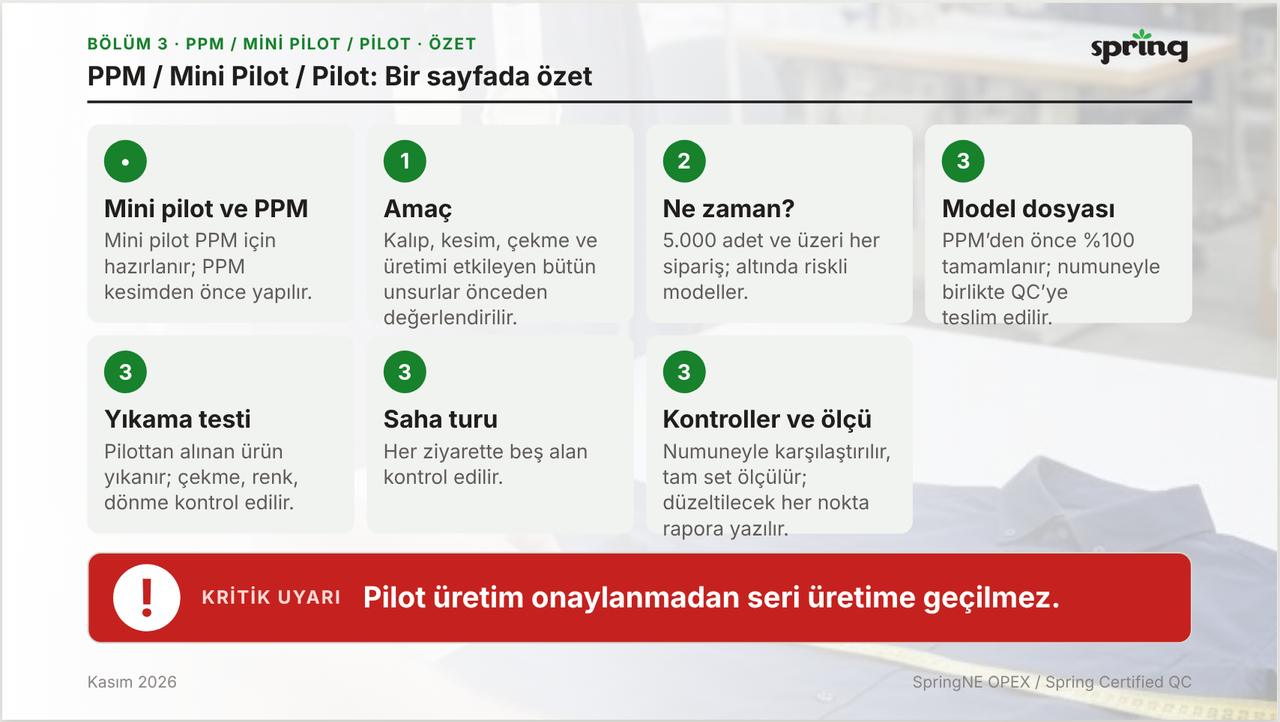 BÖLÜM 3 · PPM / MİNİ PİLOT / PİLOT · ÖZET
spring
PPM / Mini Pilot / Pilot: Bir sayfada özet
•
Mini pilot ve PPM
Mini pilot PPM için
hazırlanır; PPM
kesimden önce yapılır.
1
Amaç
Kalıp, kesim, çekme ve
üretimi etkileyen bütün
unsurlar önceden
değerlendirilir.
2
Ne zaman?
5.000 adet ve üzeri her
sipariş; altında riskli
modeller.
3
Model dosyası
PPM’den önce %100
tamamlanır; numuneyle
birlikte QC’ye
teslim edilir.
3
Yıkama testi
Pilottan alınan ürün
yıkanır; çekme, renk,
dönme kontrol edilir.
3
Saha turu
Her ziyarette beş alan
kontrol edilir.
3
Kontroller ve ölçü
Numuneyle karşılaştırılır,
tam set ölçülür;
düzeltilecek her nokta
rapora yazılır.
! KRİTİK UYARI Pilot üretim onaylanmadan seri üretime geçilmez.
Kasım 2026
SpringNE OPEX / Spring Certified QC